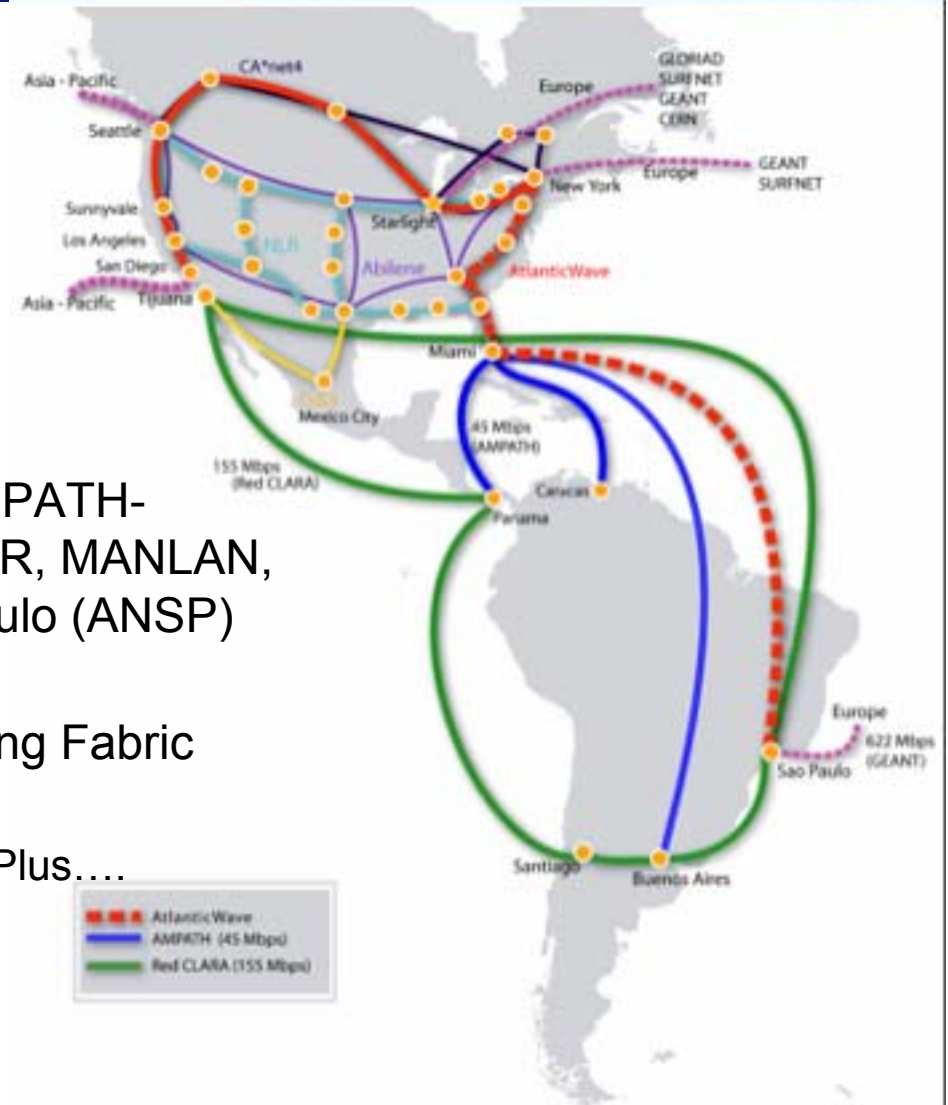 CA*net4
Asia - Pacific
Europe
GLORIAD
SURFNET
GEANT
CERN
Seattle
New York
Europe
GEANT
SURFNET
Sunnyvale
Starlight
Los Angeles
NLR
San Diego
Abilene
AtlanticWave
Asia - Pacific
Tijuana
Miami
Mexico City
45 Mbps
(AMPATH)
155 Mbps
(Red CLARA)
Caracas
Panama
PATH-
R, MANLAN,
ulo (ANSP)
ng Fabric
Plus....
Europe
622 Mbps
(GEANT)
Sao Paulo
Santiago
Buenos Aires
AtlanticWave
AMPATH (45 Mbps)
Red CLARA (155 Mbps)